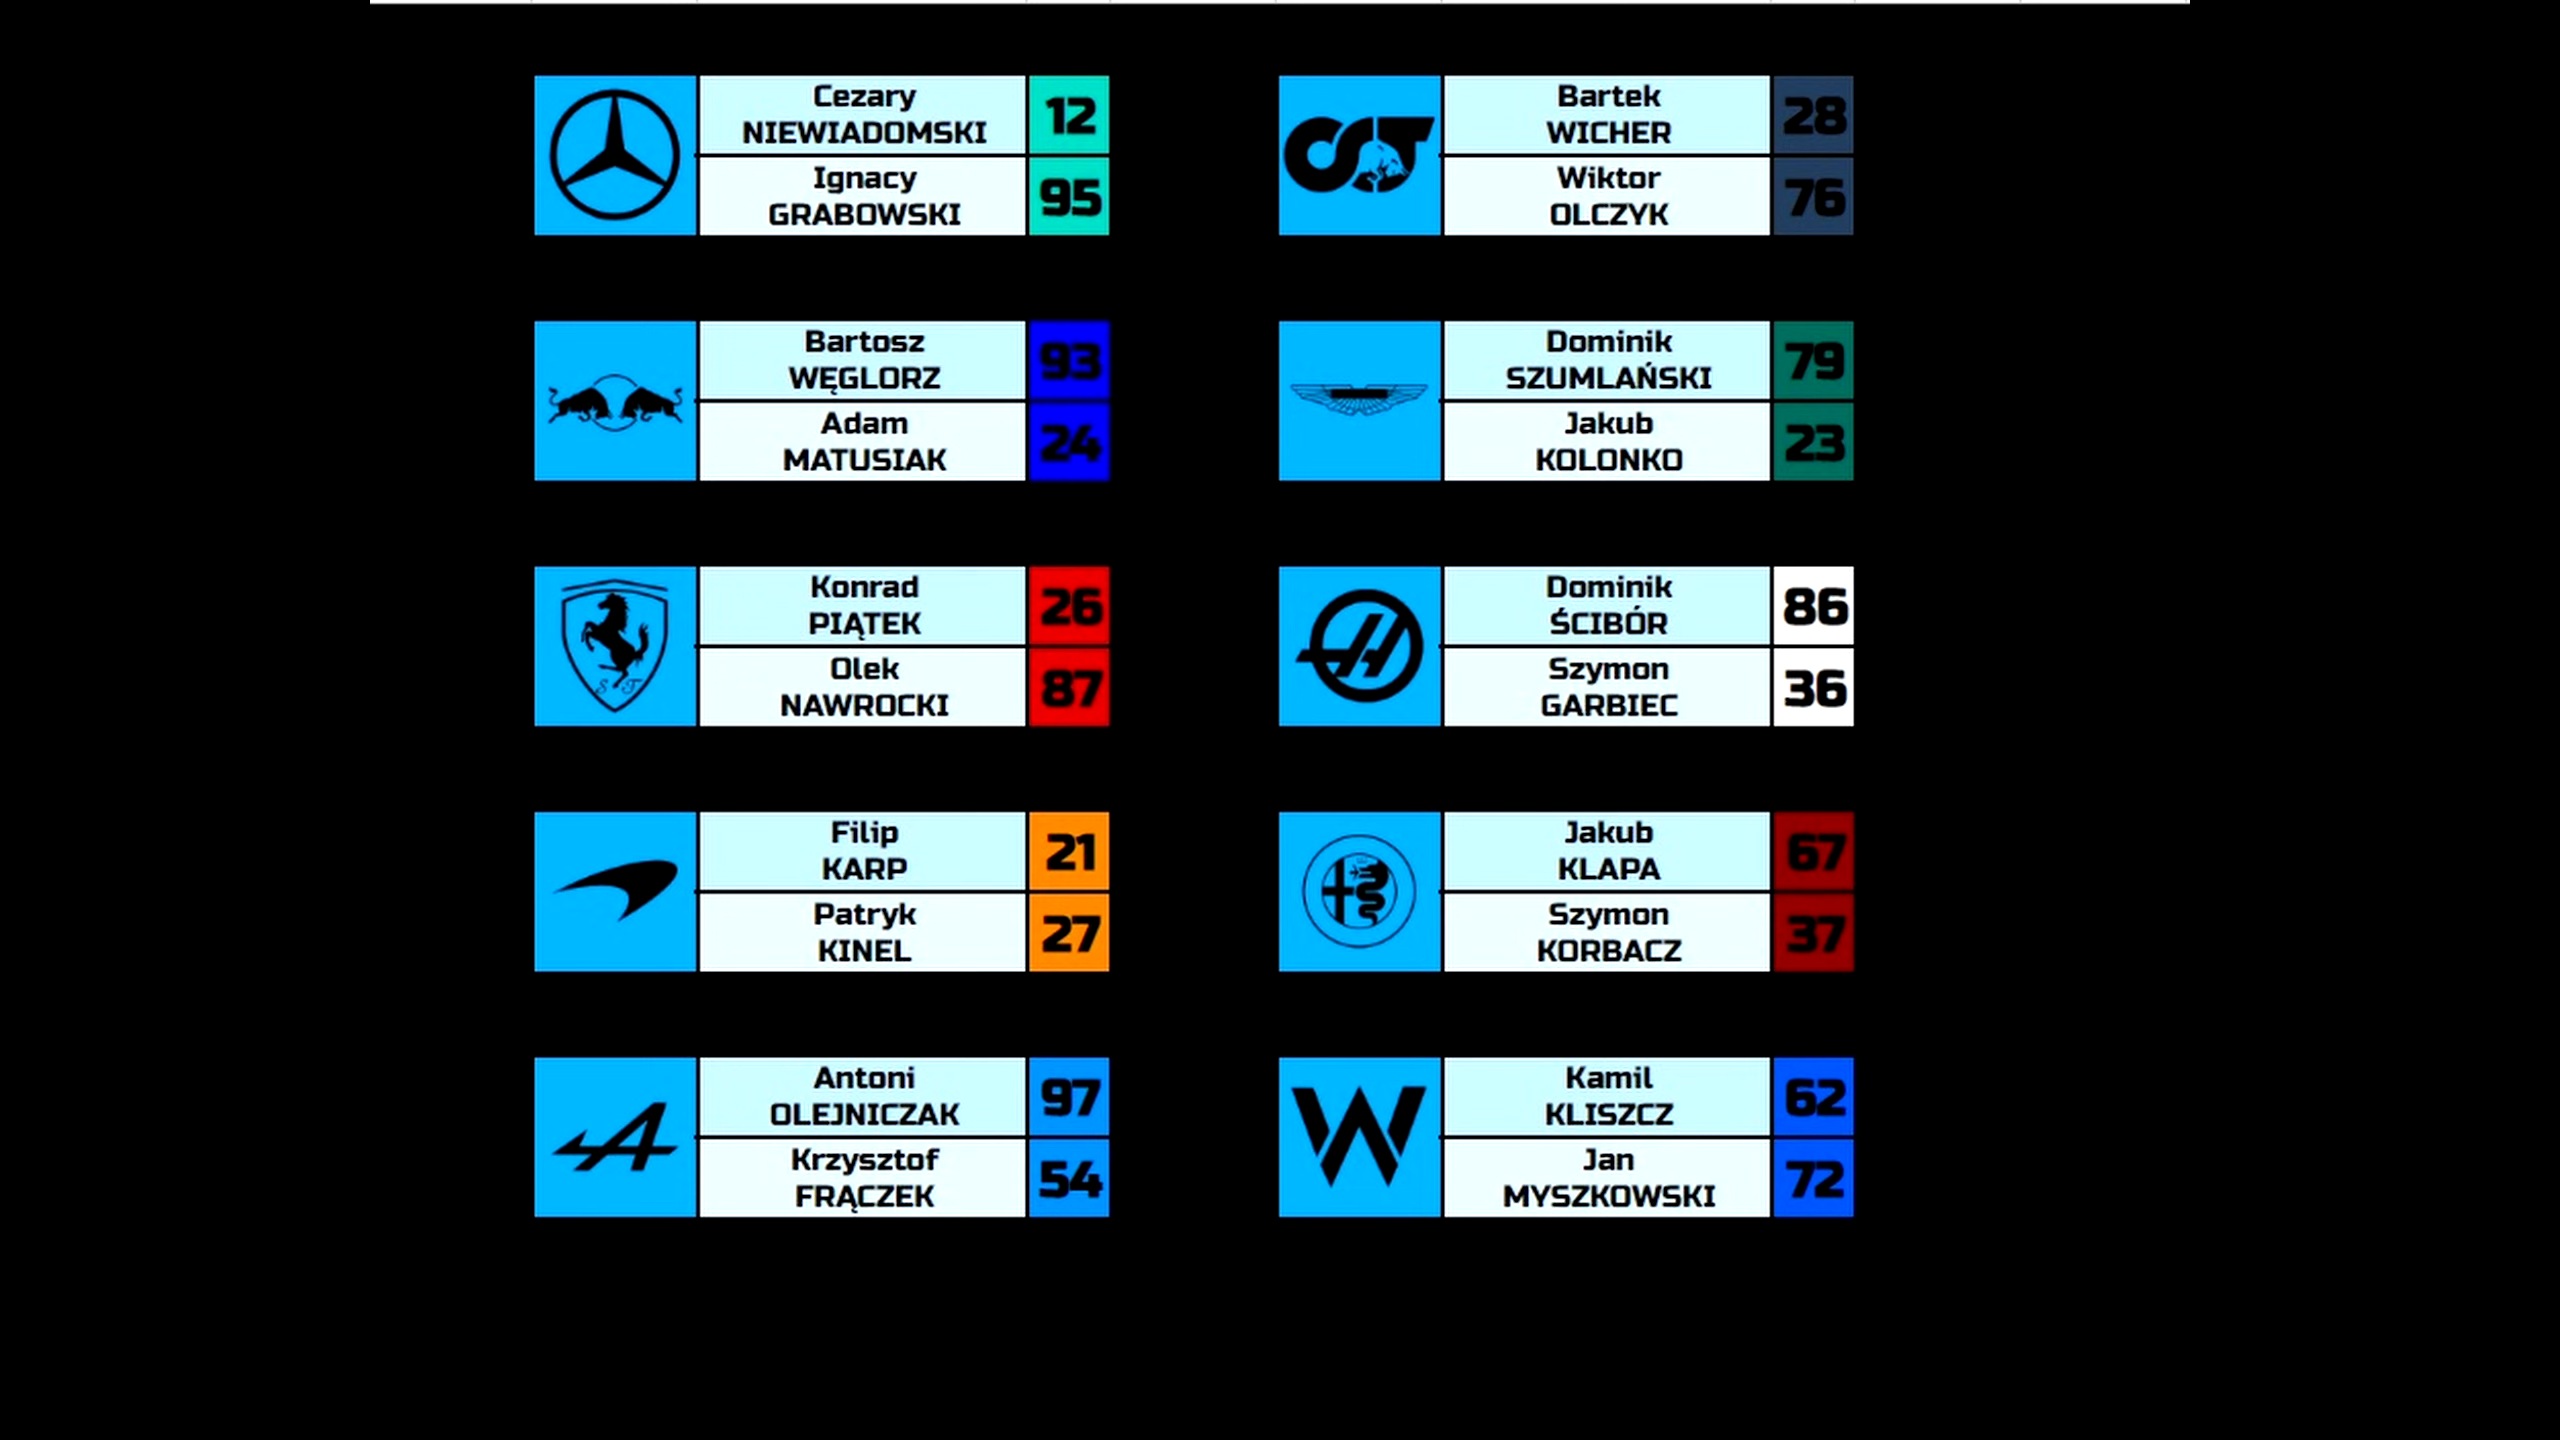 Cezary
NIEWIADOMSKI
12
Ignacy
GRABOWSKI
95
Bartek
WICHER
28
Wiktor
OLCZYK
76
Bartosz
WĘGLORZ
93
Adam
MATUSIAK
24
Dominik
SZUMLAŃSKI
79
Jakub
KOLONKO
23
Konrad
PIĄTEK
26
Olek
NAWROCKI
87
S F
Dominik
ŚCIBÓR
86
Szymon
GARBIEC
36
Filip
KARP
21
Patryk
KINEL
27
Jakub
KLAPA
67
Szymon
KORBACZ
37
Antoni
OLEJNICZAK
97
Krzysztof
FRĄCZEK
54
Kamil
KLISZCZ
62
Jan
MYSZKOWSKI
72